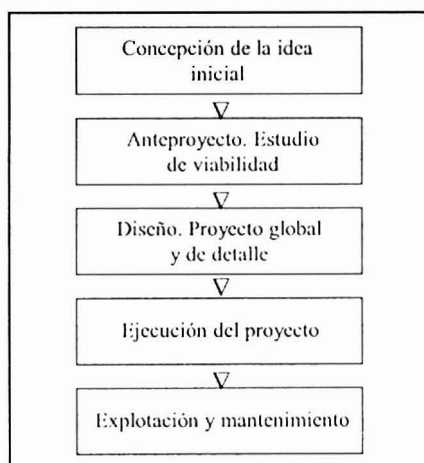 Concepción de la idea
inicial
Anteproyecto. Estudio
de viabilidad
Diseño. Proyecto global
y de detalle
Ejecución del proyecto
Explotación y mantenimiento